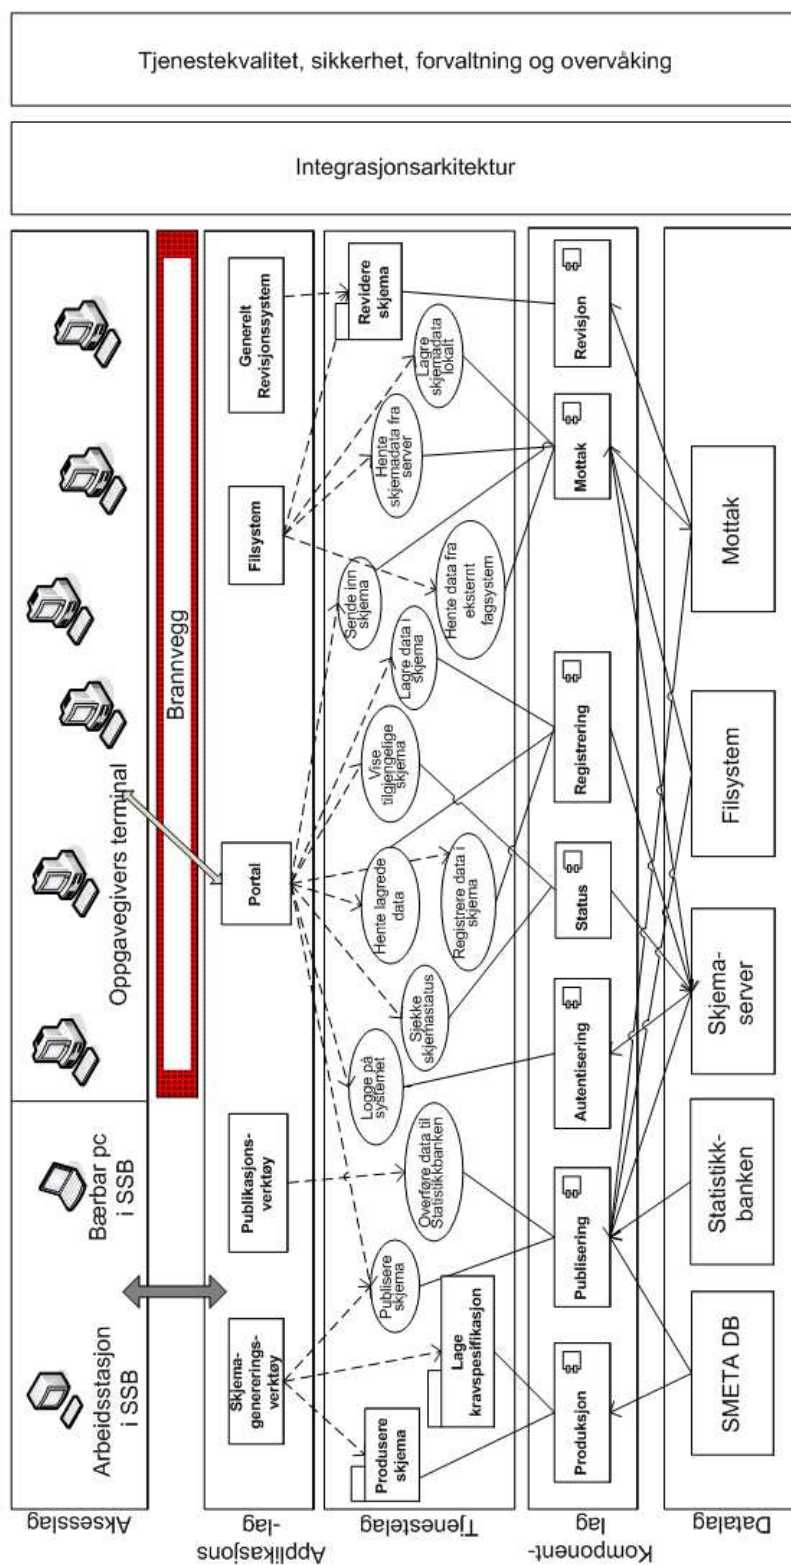 Tjenestekvalitet, sikkerhet, forvaltning og overvåking
Integrasjonsarkitektur
Aksesslag
Arbeidsstasjon
i SSB
Bærbar pc
i SSB
Oppgavegivers terminal
Brannvegg
Applikasjons
-lag
Skjema-
genererings-
verktøy
Publikasjons-
verktøy
Portal
Filsystem
Generelt
Revisjonssystem
Tjenestelag
Produsere
skjema
Lage
kravspesifikasjon
Publisere
skjema
Overføre data til
Statistikkbanken
Logge på
systemet
Sjekke
skjemastatus
Hente lagrede
data
Registrere data i
skjema
Vise
tilgjengelige
skjema
Lagre data i
skjema
Sende inn
skjema
Hente data fra
eksternt
fagsystem
Hente
skjemadata fra
server
Lagre
skjemadata
lokalt
Revidere
skjema
Komponent-
lag
Produksjon
Publisering
Autentisering
Status
Registrering
Mottak
Revisjon
Datalag
SMETA DB
Statistikk-
banken
Skjema-
server
Filsystem
Mottak